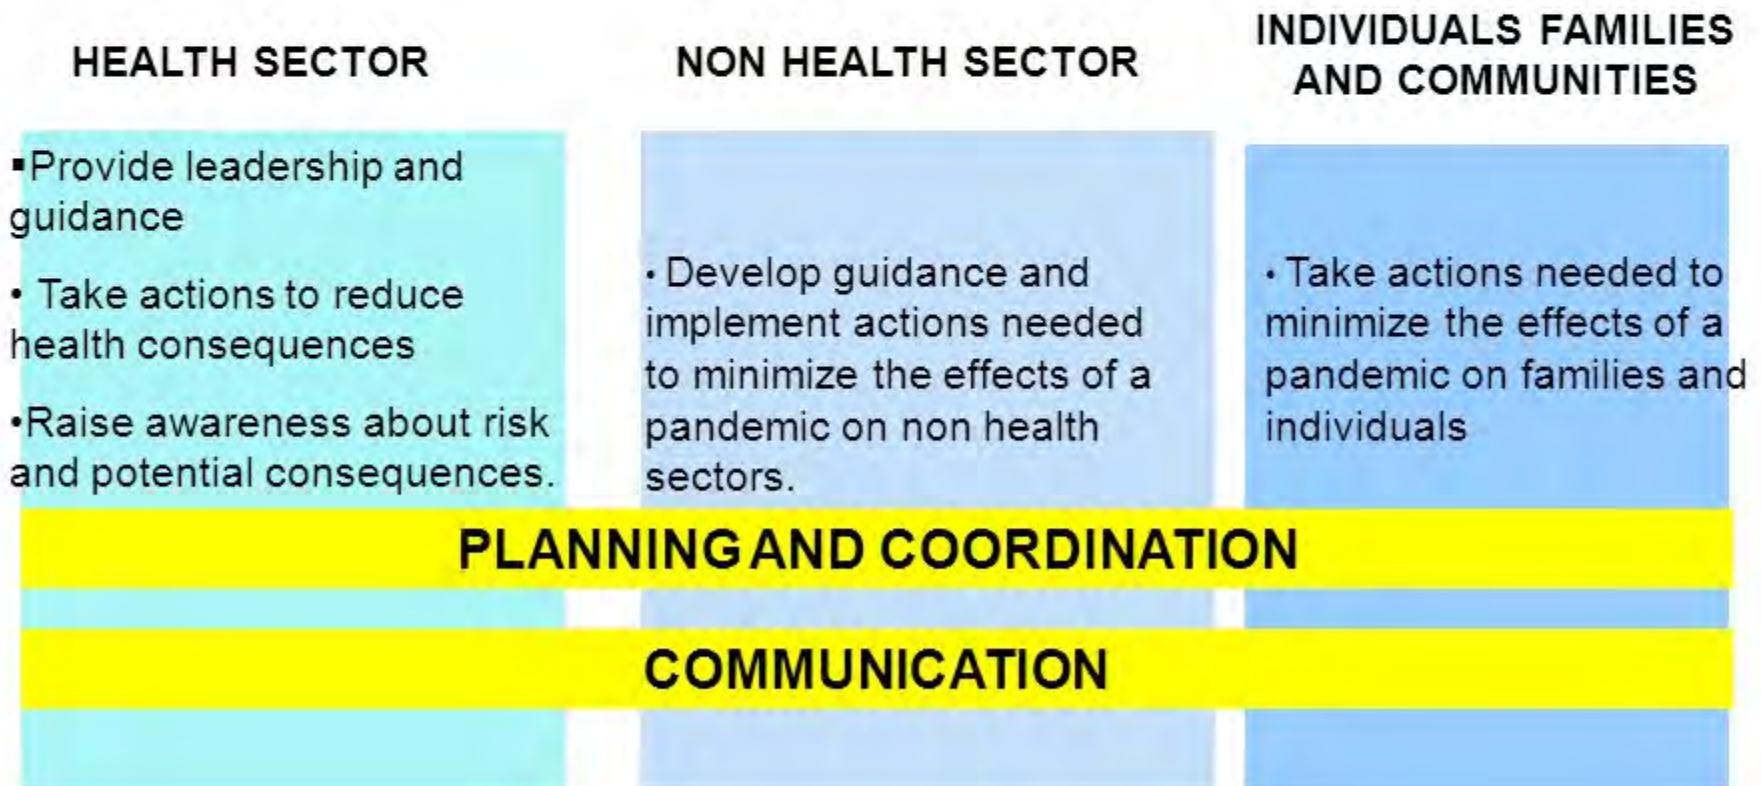 HEALTH SECTOR
▪Provide leadership and
guidance
• Take actions to reduce
health consequences
•Raise awareness about risk
and potential consequences.
NON HEALTH SECTOR
• Develop guidance and
implement actions needed
to minimize the effects of a
pandemic on non health
sectors.
INDIVIDUALS FAMILIES
AND COMMUNITIES
• Take actions needed to
minimize the effects of a
pandemic on families and
individuals
PLANNING AND COORDINATION
COMMUNICATION